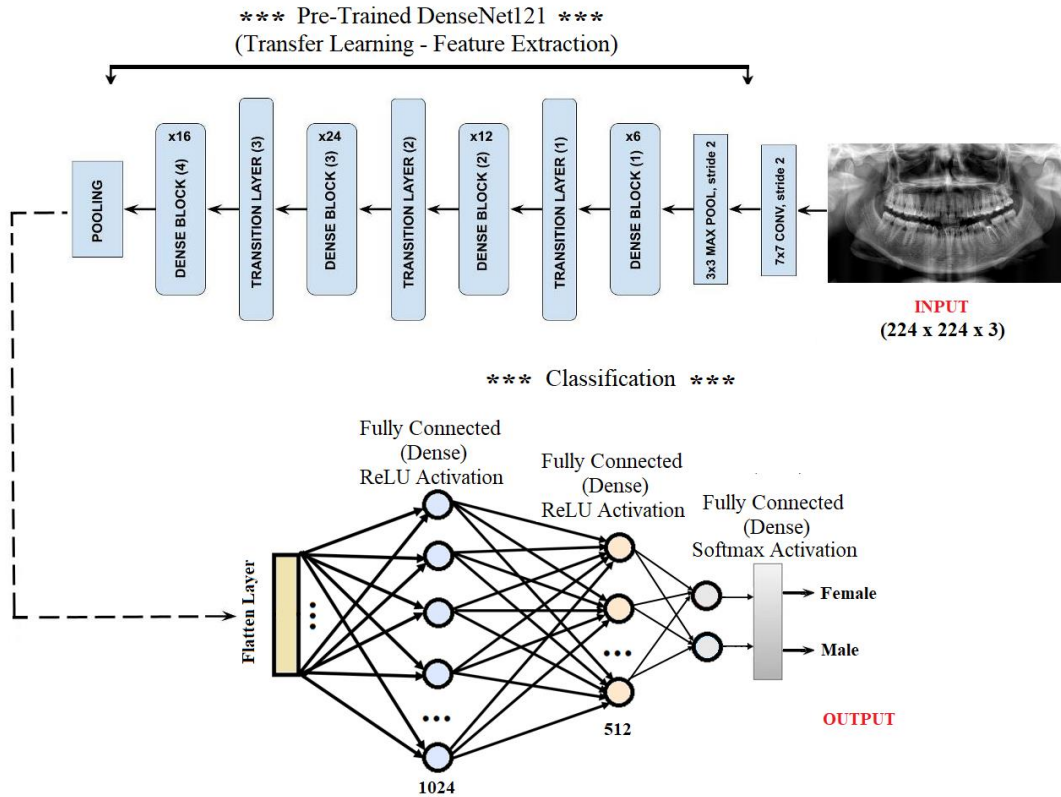 *** Pre-Trained DenseNet121 ***
(Transfer Learning - Feature Extraction)
POOLING
x16
DENSE BLOCK (4)
TRANSITION LAYER (3)
x24
DENSE BLOCK (3)
TRANSITION LAYER (2)
x12
DENSE BLOCK (2)
TRANSITION LAYER (1)
x6
DENSE BLOCK (1)
3x3 MAX POOL, stride 2
7x7 CONV, stride 2
INPUT
(224 x 224 x 3)
*** Classification ***
Fully Connected
(Dense)
ReLU Activation
Fully Connected
(Dense)
ReLU Activation
Fully Connected
(Dense)
Softmax Activation
Flatten Layer
...
...
...
1024
512
Female
Male
OUTPUT